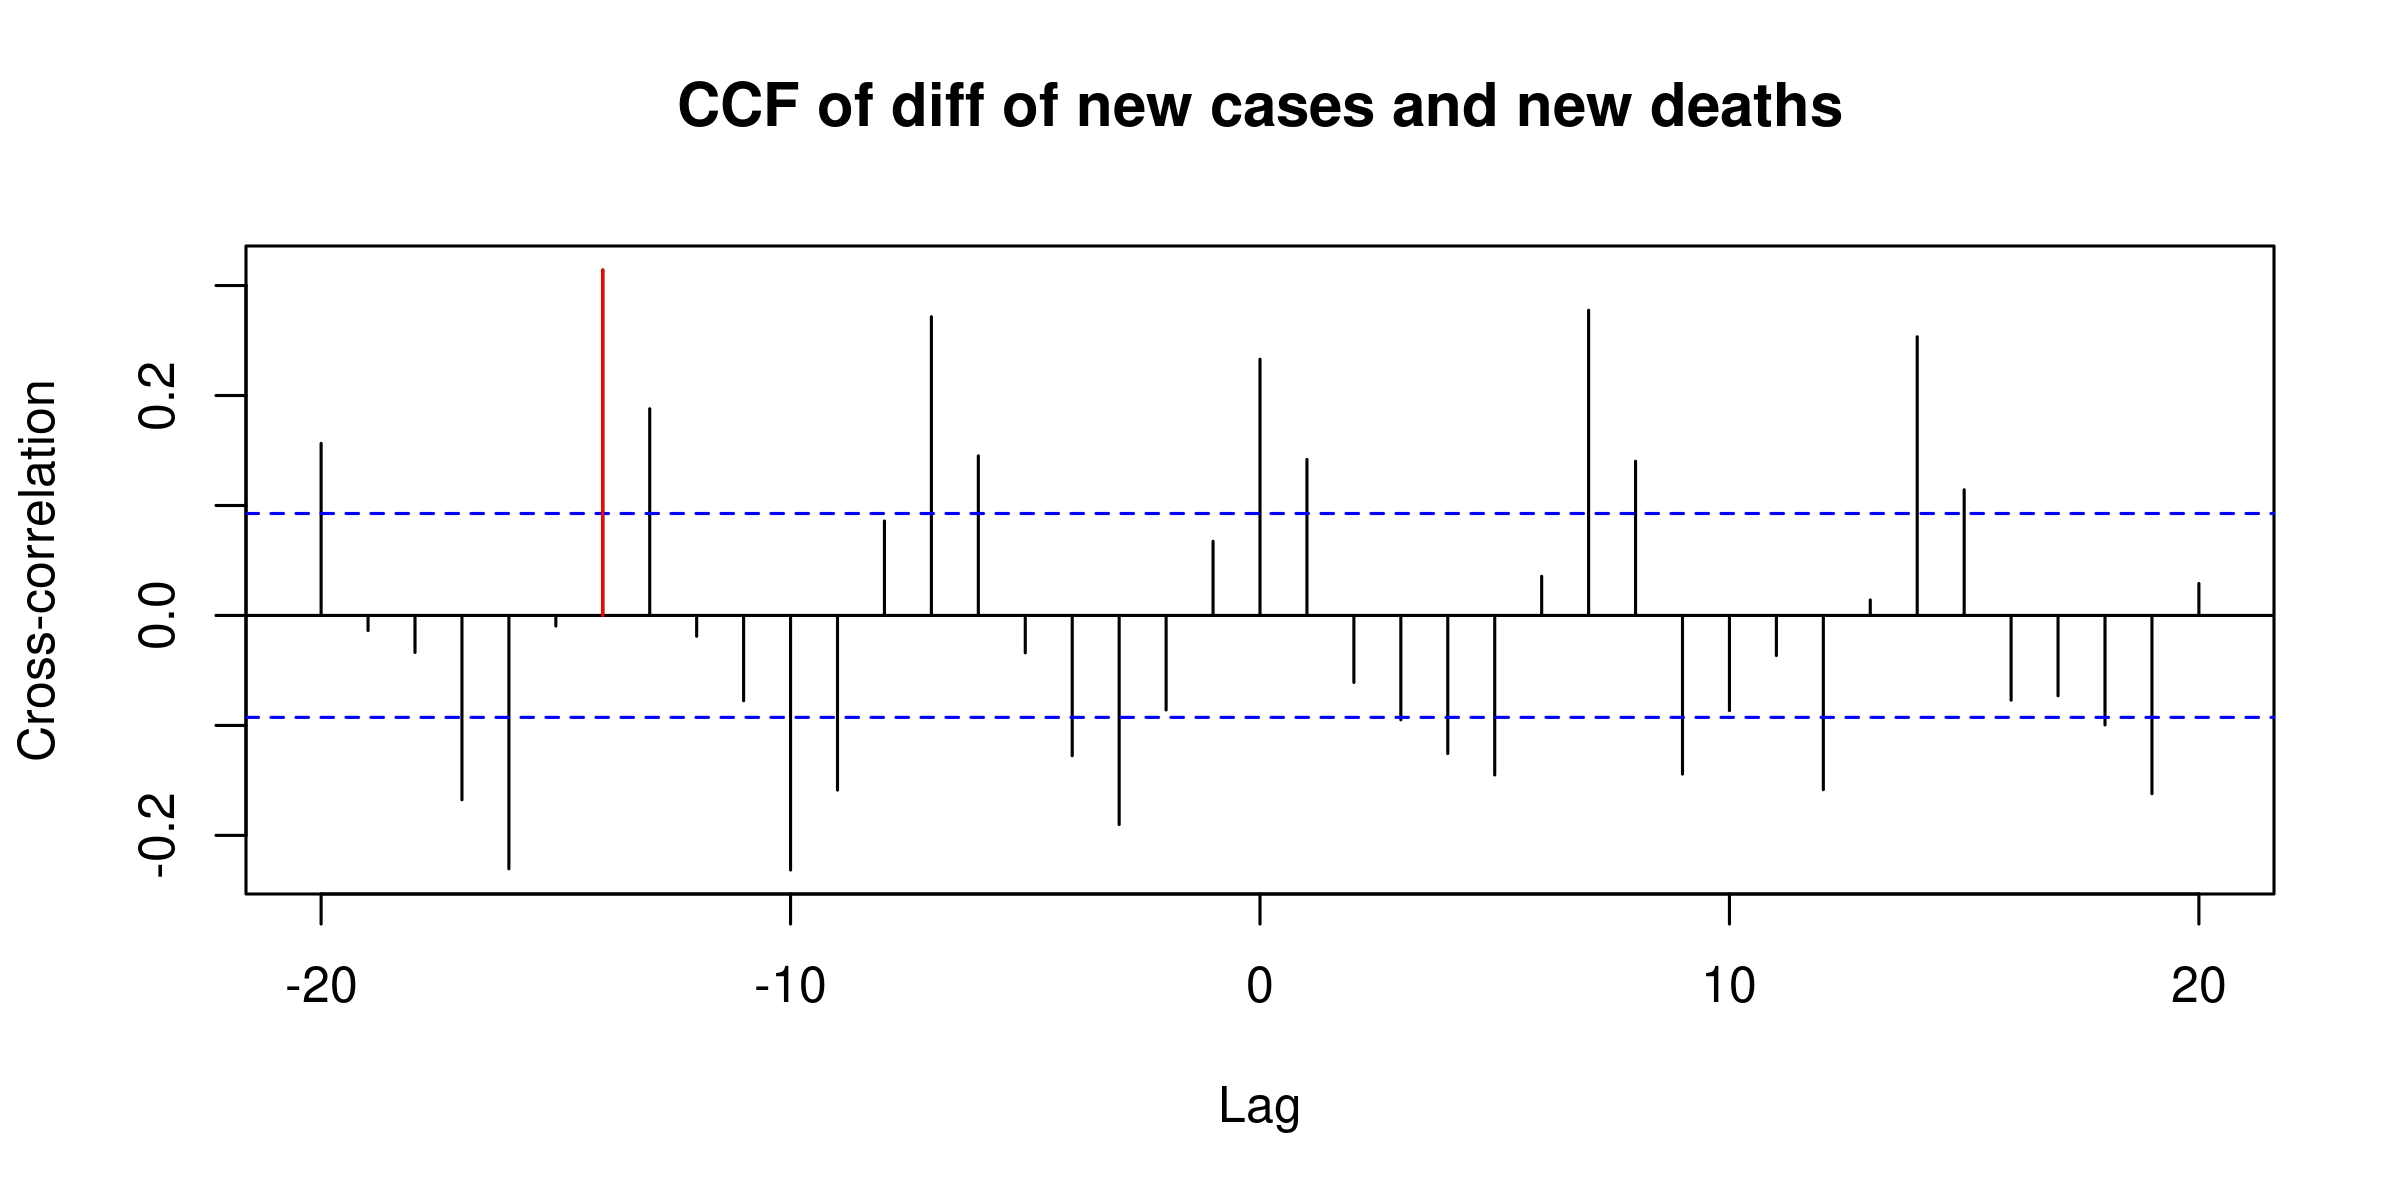 CCF of diff of new cases and new deaths
Cross-correlation
0.2
0.0
-0.2
-20
-10
0
10
20
Lag